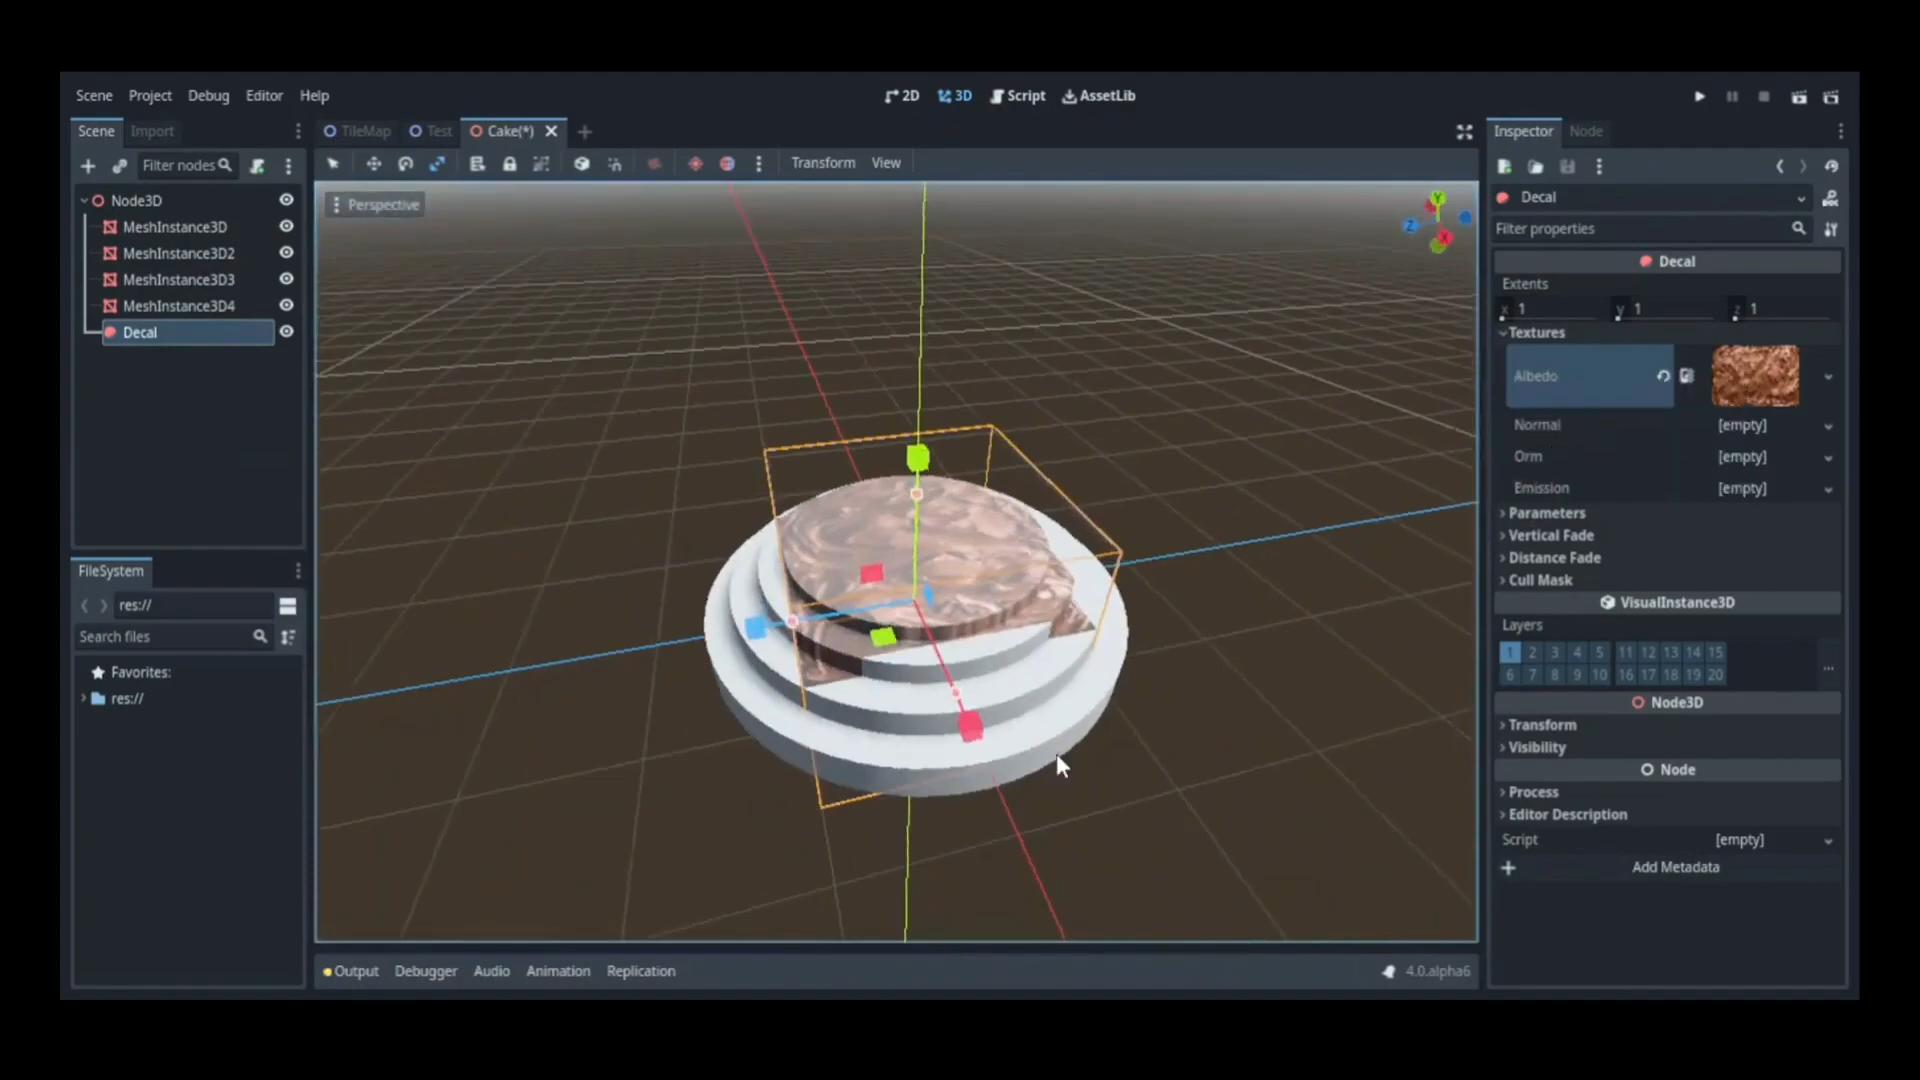 Scene Project Debug Editor Help
2D 3D Script AssetLib
Scene Import
Filter nodes
Node3D
MeshInstance3D
MeshInstance3D2
MeshInstance3D3
MeshInstance3D4
Decal
FileSystem
res://
Search files
Favorites:
res://
TileMap Test Cake(*)
Transform View
Perspective
Y
Z
X
Output Debugger Audio Animation Replication 4.0.alpha6
Inspector Node
Decal
Filter properties
Decal
Extents
x 1 y 1 z 1
Textures
Albedo
Normal [empty]
Orm [empty]
Emission [empty]
Parameters
Vertical Fade
Distance Fade
Cull Mask
VisualInstance3D
Layers
1 2 3 4 5 11 12 13 14 15
6 7 8 9 10 16 17 18 19 20
Node3D
Transform
Visibility
Node
Process
Editor Description
Script [empty]
Add Metadata